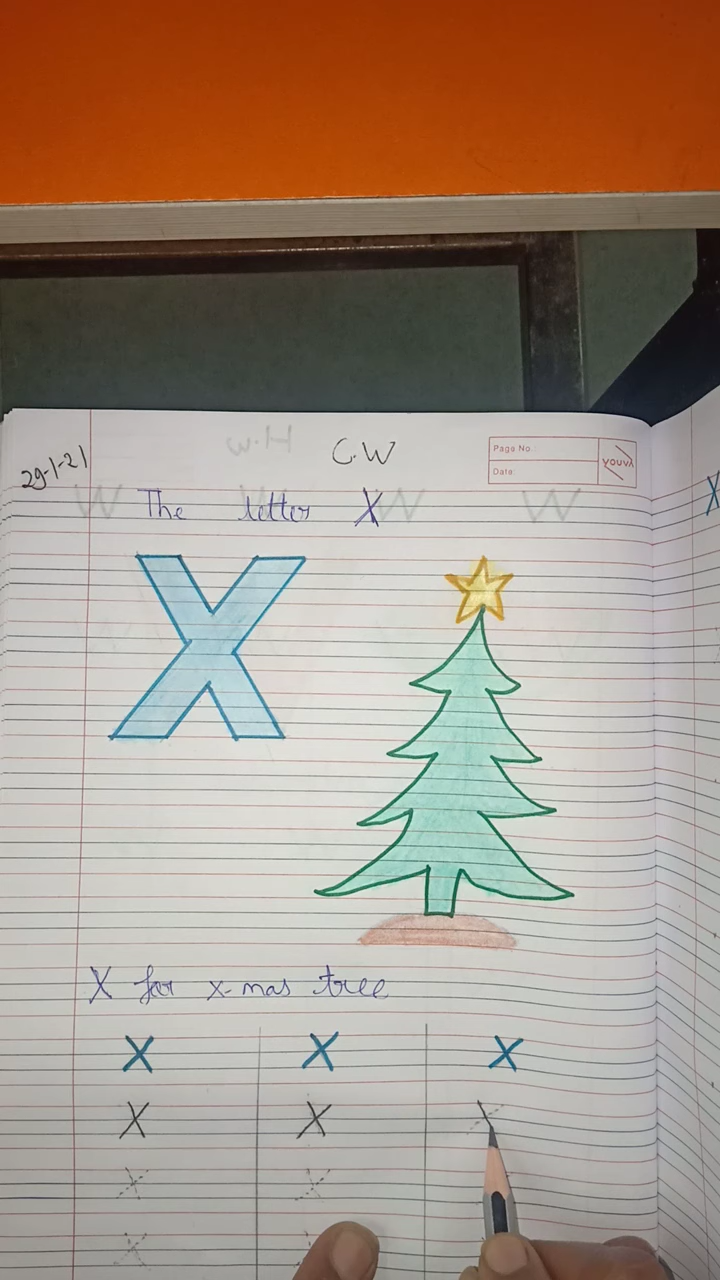 C.W
Page No.:
Date:
YOUVA
29-1-21
The letter X
X
X for x-mas tree
X X X
X X X
X X
X